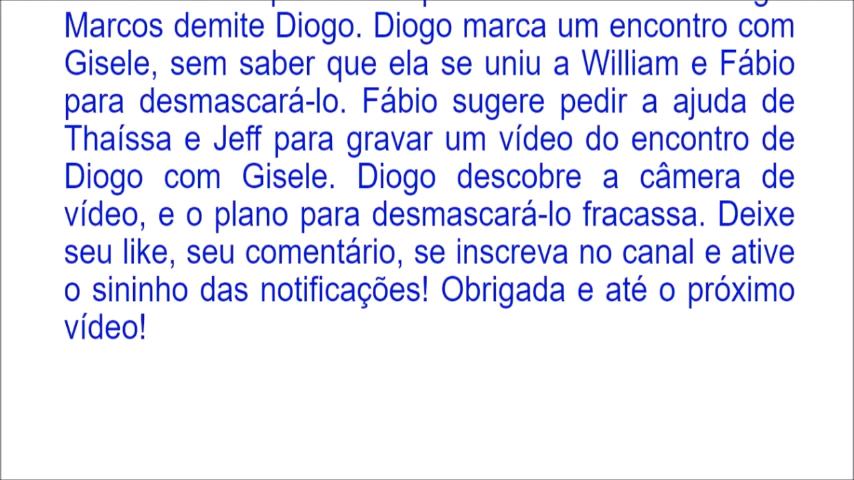 Marcos demite Diogo. Diogo marca um encontro com
Gisele, sem saber que ela se uniu a William e Fábio
para desmascará-lo. Fábio sugere pedir a ajuda de
Thaíssa e Jeff para gravar um vídeo do encontro de
Diogo com Gisele. Diogo descobre a câmera de
vídeo, e o plano para desmascará-lo fracassa. Deixe
seu like, seu comentário, se inscreva no canal e ative
o sininho das notificações! Obrigada e até o próximo
vídeo!